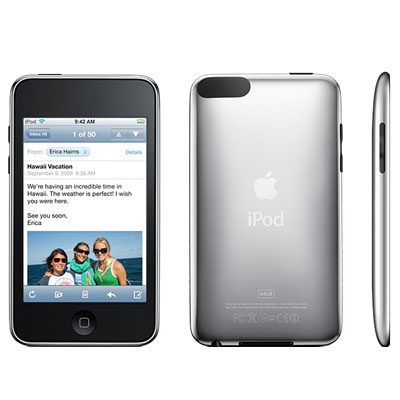 iPod
9:42 AM
Inbox (4)
1 of 50
From: Erica Haims
Details
Hawaii Vacation
September 8, 2009 9:26 AM
We're having an incredible time in
Hawaii. The weather is perfect! I wish
you were here.
See you soon,
Erica
iPod
64GB